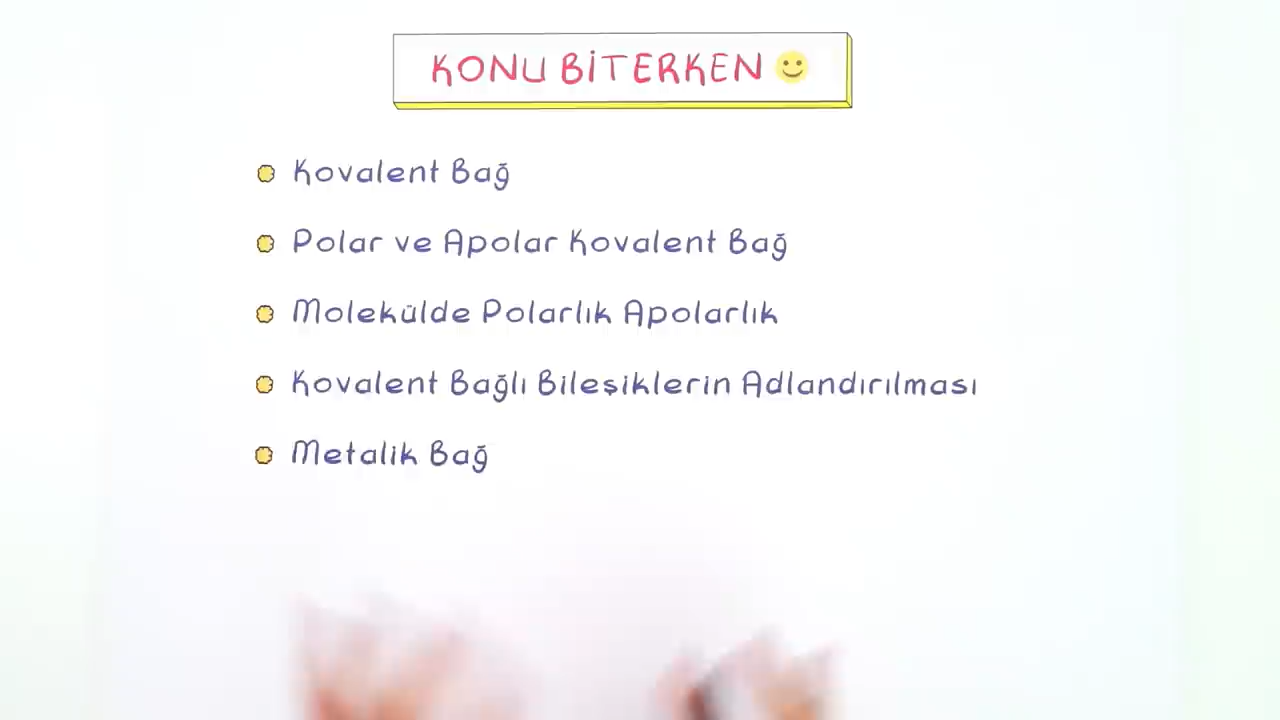 KONU BİTERKEN
Kovalent Bağ
Polar ve Apolar Kovalent Bağ
Molekülde Polarlık Apolarlık
Kovalent Bağlı Bileşiklerin Adlandırılması
Metalik Bağ